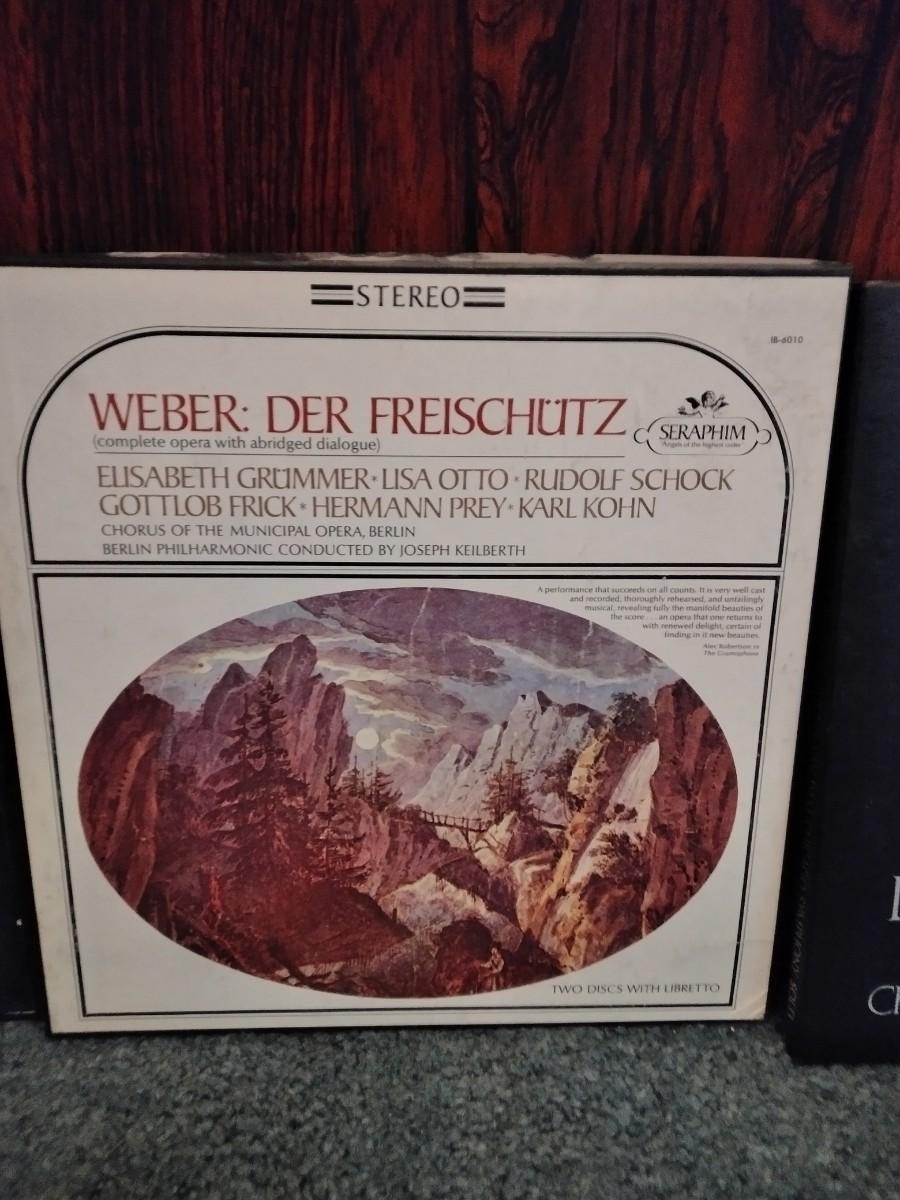 STEREO
IB-6010
WEBER: DER FREISCHÜTZ
(complete opera with abridged dialogue)
SERAPHIM
"Angels of the highest order"
ELISABETH GRÜMMER * LISA OTTO * RUDOLF SCHOCK
GOTTLOB FRICK * HERMANN PREY * KARL KOHN
CHORUS OF THE MUNICIPAL OPERA, BERLIN
BERLIN PHILHARMONIC CONDUCTED BY JOSEPH KEILBERTH
A performance that succeeds on all counts. It is very well cast
and recorded, thoroughly rehearsed, and unfailingly
musical, revealing fully the manifold beauties of
the score . . . an opera that one returns to
with renewed delight, certain of
finding in it new beauties.
Alec Robertson in
The Gramophone
TWO DISCS WITH LIBRETTO